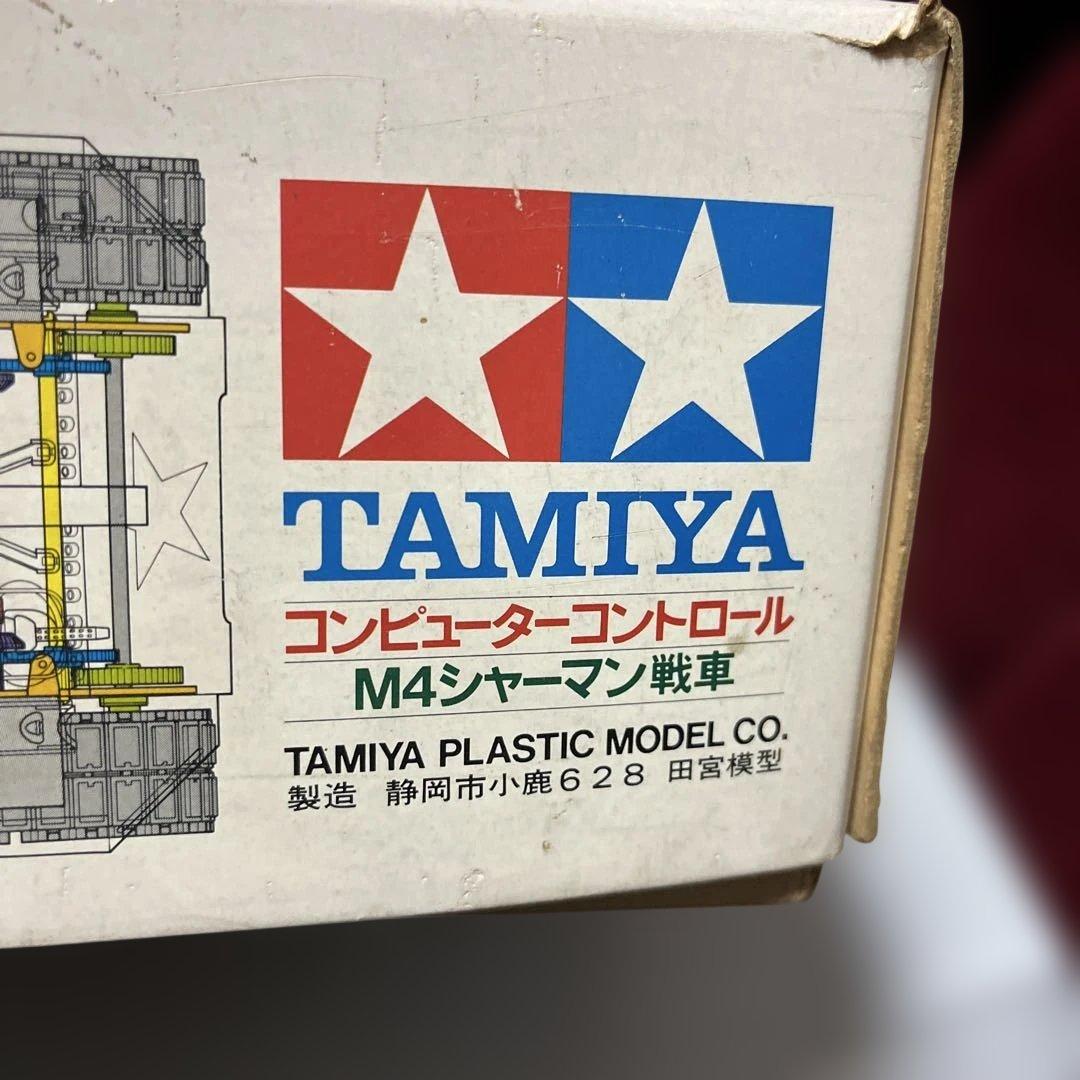 TAMIYA
コンピューターコントロール
M4シャーマン戦車
TAMIYA PLASTIC MODEL CO.
製造 静岡市小鹿628 田宮模型